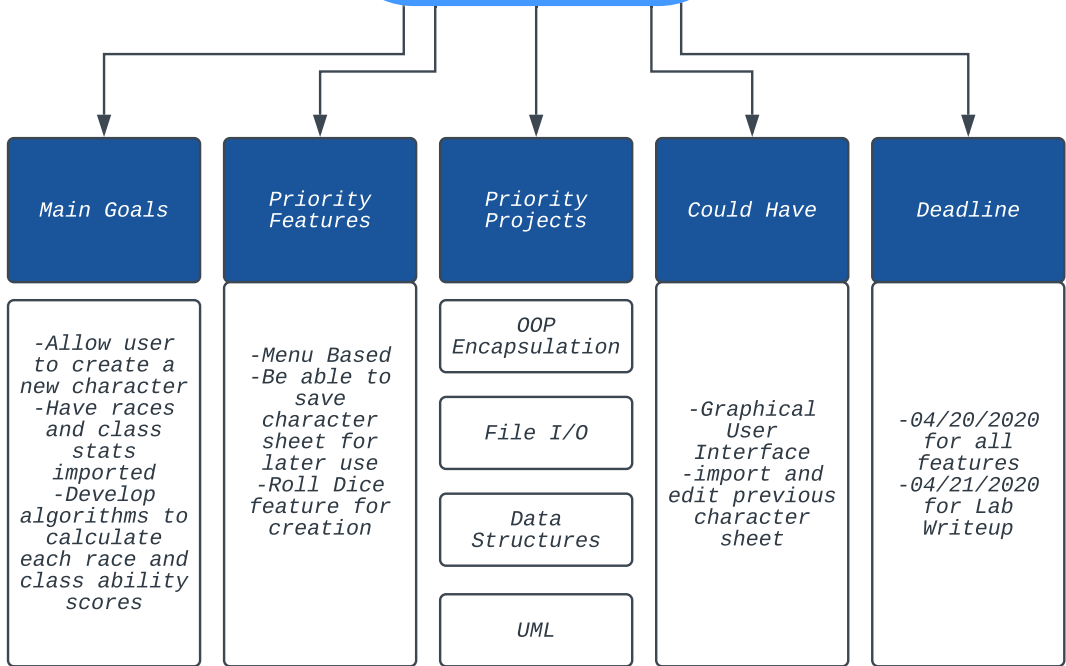 Main Goals
Priority
Features
Priority
Projects
Could Have
Deadline
-Allow user
to create a
new character
-Have races
and class
stats
imported
-Develop
algorithms to
calculate
each race and
class ability
scores
-Menu Based
-Be able to
save
character
sheet for
later use
-Roll Dice
feature for
creation
OOP
Encapsulation
File I/O
Data
Structures
UML
-Graphical
User
Interface
-import and
edit previous
character
sheet
-04/20/2020
for all
features
-04/21/2020
for Lab
Writeup